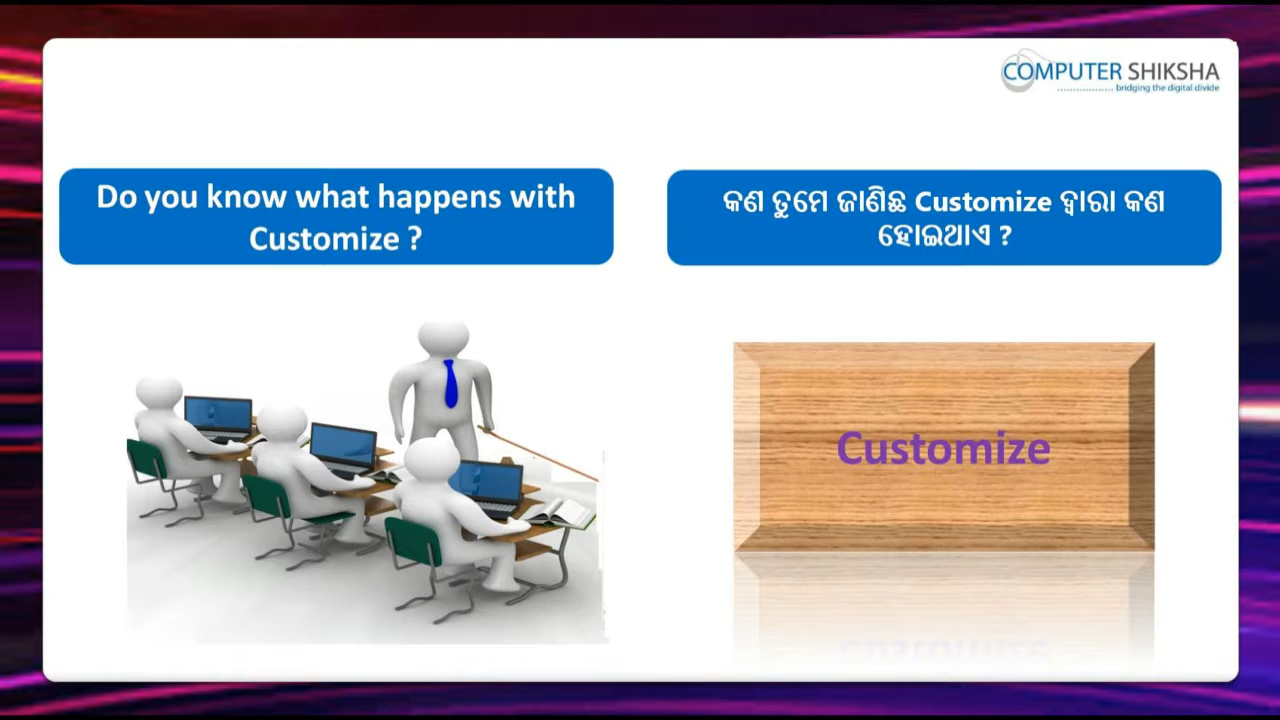 COMPUTER SHIKSHA
bridging the digital divide
Do you know what happens with
Customize ?
କଣ ତୁମେ ଜାଣିଛ Customize ଦ୍ୱାରା କଣ
ହୋଇଥାଏ ?
Customize